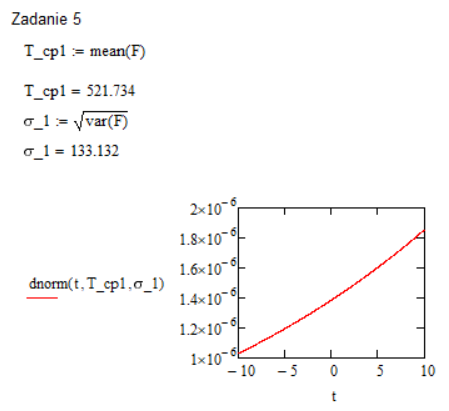 Zadanie 5
T_cp1 := mean(F)
T_cp1 = 521.734
σ_1 := √var(F)
σ_1 = 133.132
2×10⁻⁶
1.8×10⁻⁶
1.6×10⁻⁶
dnorm(t,T_cp1,σ_1)
1.4×10⁻⁶
1.2×10⁻⁶
1×10⁻⁶
−10 −5 0 5 10
t